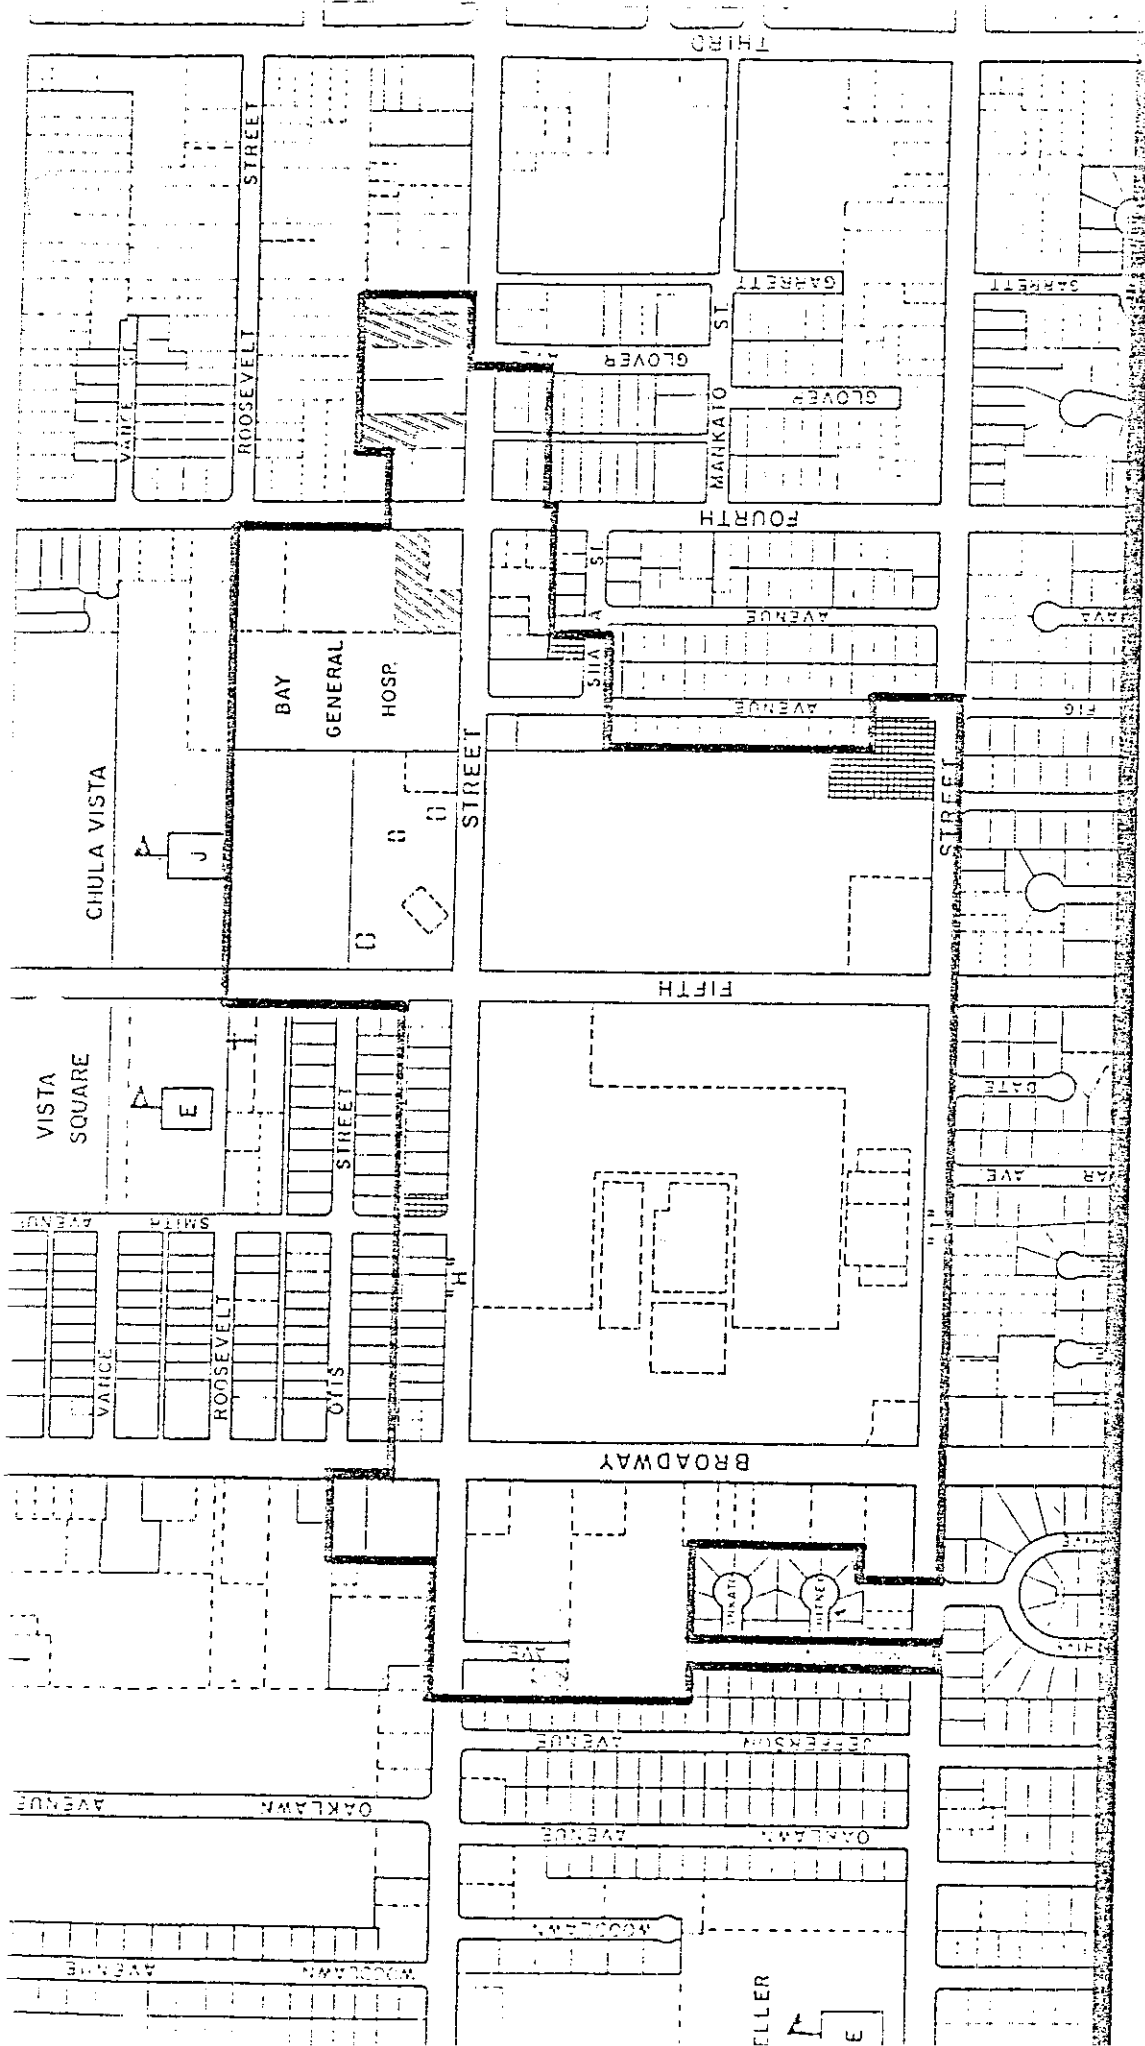 THIRD
STREET
ROOSEVELT
VANCE
GARRETT
GARRETT
ST.
GLOVER
GLOVER
MANKATO
FOURTH
ST.
AVENUE
BAY
GENERAL
HOSP.
CHULA VISTA
J
STREET
AVENUE
FIG
STREET
FIFTH
VISTA
SQUARE
E
STREET
DATE
AVE.
AVENUE
SMITH
H
VANCE
ROOSEVELT
OTIS
BROADWAY
AVE
JEFFERSON
AVENUE
OAKLAWN
AVENUE
OAKLAWN
AVENUE
WOODLAWN
WOODLAWN
AVENUE
ELLER
E